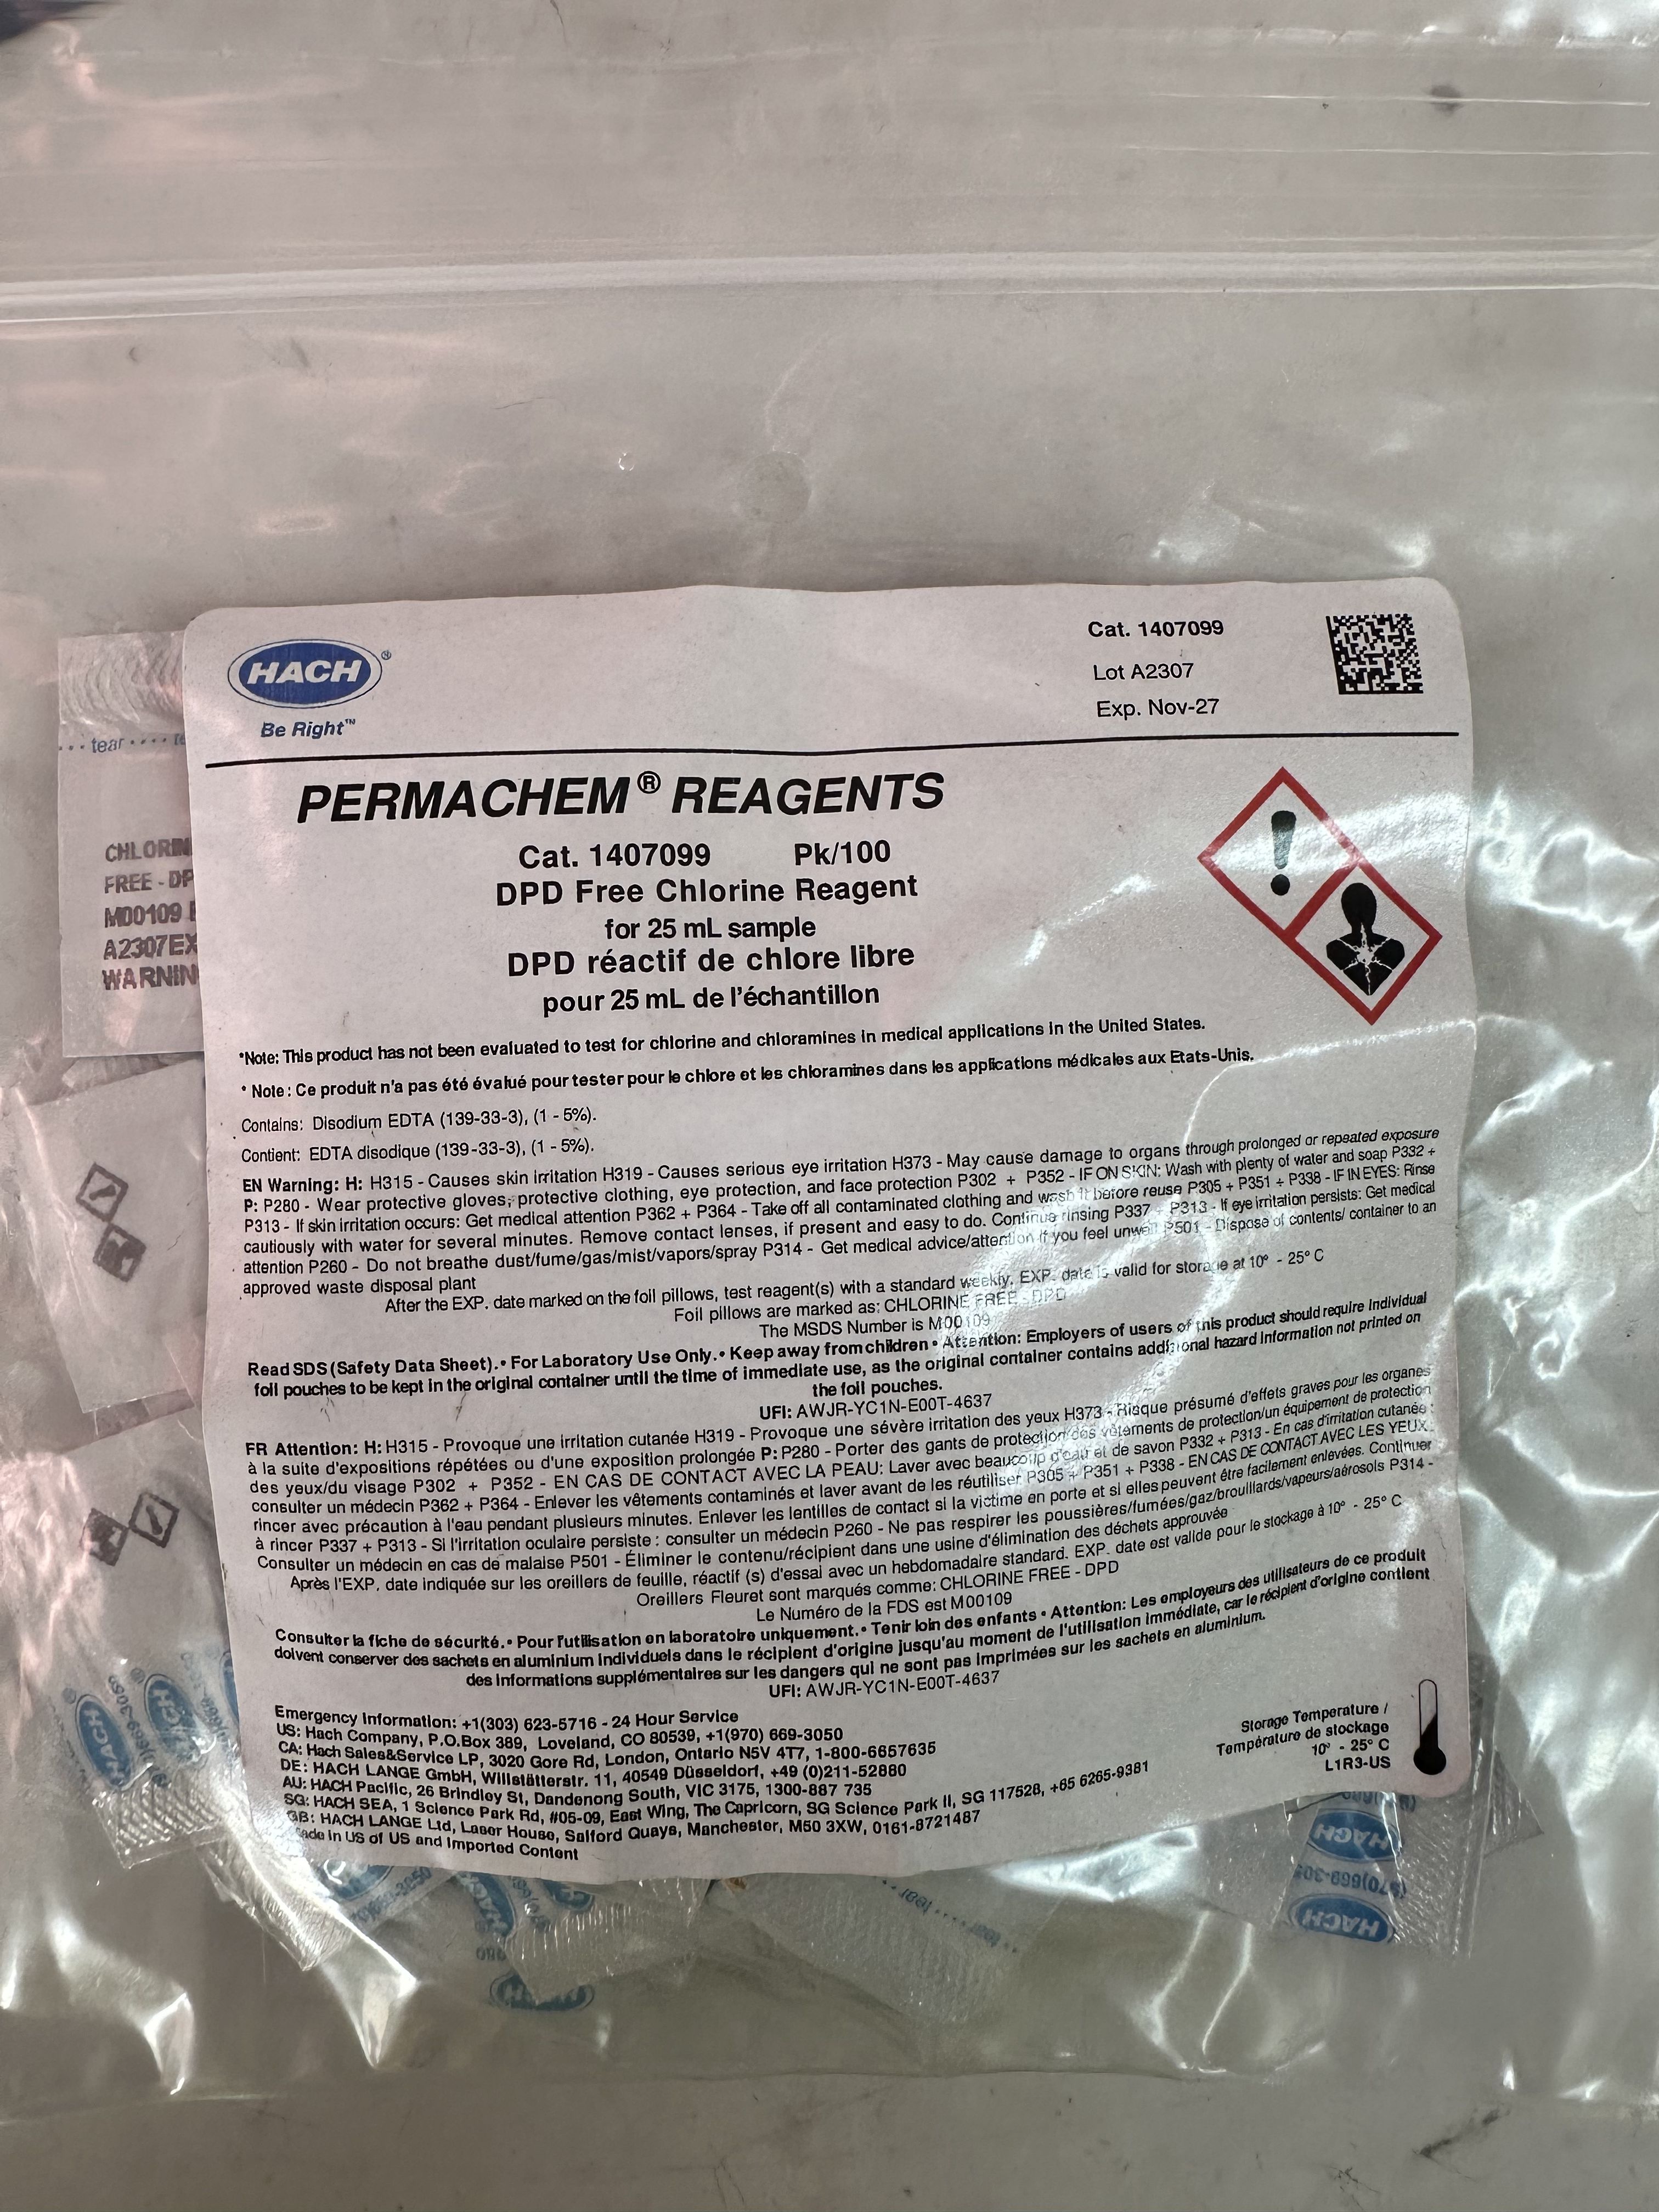 HACH®
Be Right™
Cat. 1407099
Lot A2307
Exp. Nov-27
PERMACHEM® REAGENTS
Cat. 1407099 Pk/100
DPD Free Chlorine Reagent
for 25 mL sample
DPD réactif de chlore libre
pour 25 mL de l'échantillon
*Note: This product has not been evaluated to test for chlorine and chloramines in medical applications in the United States.
* Note: Ce produit n'a pas été évalué pour tester pour le chlore et les chloramines dans les applications médicales aux Etats-Unis.
Contains: Disodium EDTA (139-33-3), (1 - 5%).
Contient: EDTA disodique (139-33-3), (1 - 5%).
EN Warning: H: H315 - Causes skin irritation H319 - Causes serious eye irritation H373 - May cause damage to organs through prolonged or repeated exposure
P: P280 - Wear protective gloves, protective clothing, eye protection, and face protection P302 + P352 - IF ON SKIN: Wash with plenty of water and soap P332 +
P313 - If skin irritation occurs: Get medical attention P362 + P364 - Take off all contaminated clothing and wash it before reuse P305 + P351 + P338 - IF IN EYES: Rinse
cautiously with water for several minutes. Remove contact lenses, if present and easy to do. Continue rinsing P337 + P313 - If eye irritation persists: Get medical
attention P260 - Do not breathe dust/fume/gas/mist/vapors/spray P314 - Get medical advice/attention if you feel unwell P501 - Dispose of contents/ container to an
approved waste disposal plant
After the EXP. date marked on the foil pillows, test reagent(s) with a standard weekly. EXP. date is valid for storage at 10° - 25° C
Foil pillows are marked as: CHLORINE FREE - DPD
The MSDS Number is M00109
Read SDS (Safety Data Sheet). • For Laboratory Use Only. • Keep away from children • Attention: Employers of users of this product should require individual
foil pouches to be kept in the original container until the time of immediate use, as the original container contains additional hazard information not printed on
the foil pouches.
UFI: AWJR-YC1N-E00T-4637
FR Attention: H: H315 - Provoque une irritation cutanée H319 - Provoque une sévère irritation des yeux H373 - Risque présumé d'effets graves pour les organes
à la suite d'expositions répétées ou d'une exposition prolongée P: P280 - Porter des gants de protection/des vêtements de protection/un équipement de protection
des yeux/du visage P302 + P352 - EN CAS DE CONTACT AVEC LA PEAU: Laver avec beaucoup d'eau et de savon P332 + P313 - En cas d'irritation cutanée :
consulter un médecin P362 + P364 - Enlever les vêtements contaminés et laver avant de les réutiliser P305 + P351 + P338 - EN CAS DE CONTACT AVEC LES YEUX:
rincer avec précaution à l'eau pendant plusieurs minutes. Enlever les lentilles de contact si la victime en porte et si elles peuvent être facilement enlevées. Continuer
à rincer P337 + P313 - Si l'irritation oculaire persiste : consulter un médecin P260 - Ne pas respirer les poussières/fumées/gaz/brouillards/vapeurs/aérosols P314 -
Consulter un médecin en cas de malaise P501 - Éliminer le contenu/récipient dans une usine d'élimination des déchets approuvée
Après l'EXP. date indiquée sur les oreillers de feuille, réactif (s) d'essai avec un hebdomadaire standard. EXP. date est valide pour le stockage à 10° - 25° C
Oreillers Fleuret sont marqués comme: CHLORINE FREE - DPD
Le Numéro de la FDS est M00109
Consulter la fiche de sécurité. • Pour l'utilisation en laboratoire uniquement. • Tenir loin des enfants • Attention: Les employeurs des utilisateurs de ce produit
doivent conserver des sachets en aluminium individuels dans le récipient d'origine jusqu'au moment de l'utilisation immédiate, car le récipient d'origine contient
des informations supplémentaires sur les dangers qui ne sont pas imprimées sur les sachets en aluminium.
UFI: AWJR-YC1N-E00T-4637
Emergency Information: +1(303) 623-5716 - 24 Hour Service
US: Hach Company, P.O.Box 389, Loveland, CO 80539, +1(970) 669-3050
CA: Hach Sales&Service LP, 3020 Gore Rd, London, Ontario N5V 4T7, 1-800-6657635
DE: HACH LANGE GmbH, Willstätterstr. 11, 40549 Düsseldorf, +49 (0)211-52880
AU: HACH Pacific, 26 Brindley St, Dandenong South, VIC 3175, 1300-887 735
SG: HACH SEA, 1 Science Park Rd, #05-09, East Wing, The Capricorn, SG Science Park II, SG 117528, +65 6265-9381
GB: HACH LANGE Ltd, Laser House, Salford Quays, Manchester, M50 3XW, 0161-8721487
Made in US of US and Imported Content
Storage Temperature /
Température de stockage
10° - 25° C
L1R3-US
tear
CHLORIN
FREE - DP
M00109
A2307EX
WARNIN
HACH
HACH
HACH
HACH
HACH
HACH
tear